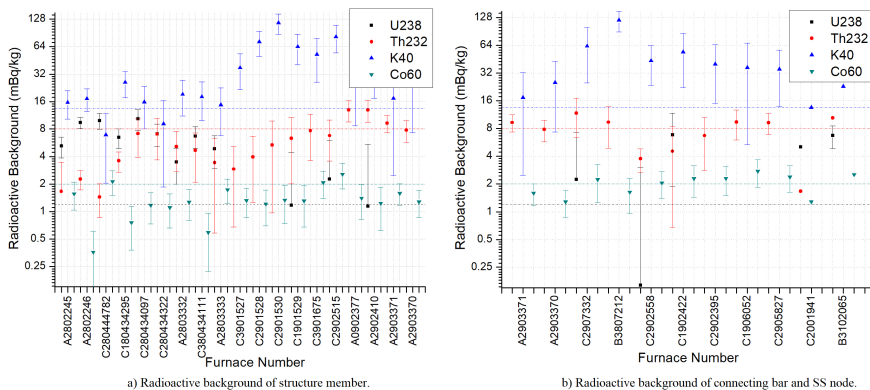 128
64
32
16
8
4
2
1
0.5
0.25
Radioactive Background (mBq/kg)
U238
Th232
K40
Co60
A2802245
A2802246
C280444782
C180434295
C280434097
C280434322
A2803332
C380434111
A2803333
C3901527
C2901528
C2901530
C1901529
C3901675
C2902515
A0902377
A2902410
A2903371
A2903370
Furnace Number
a) Radioactive background of structure member.
128
64
32
16
8
4
2
1
0.5
0.25
Radioactive Background (mBq/kg)
U238
Th232
K40
Co60
A2903371
A2903370
C2907332
B3807212
C2902558
C1902422
C2902395
C1906052
C2905827
C2001941
B3102065
Furnace Number
b) Radioactive background of connecting bar and SS node.